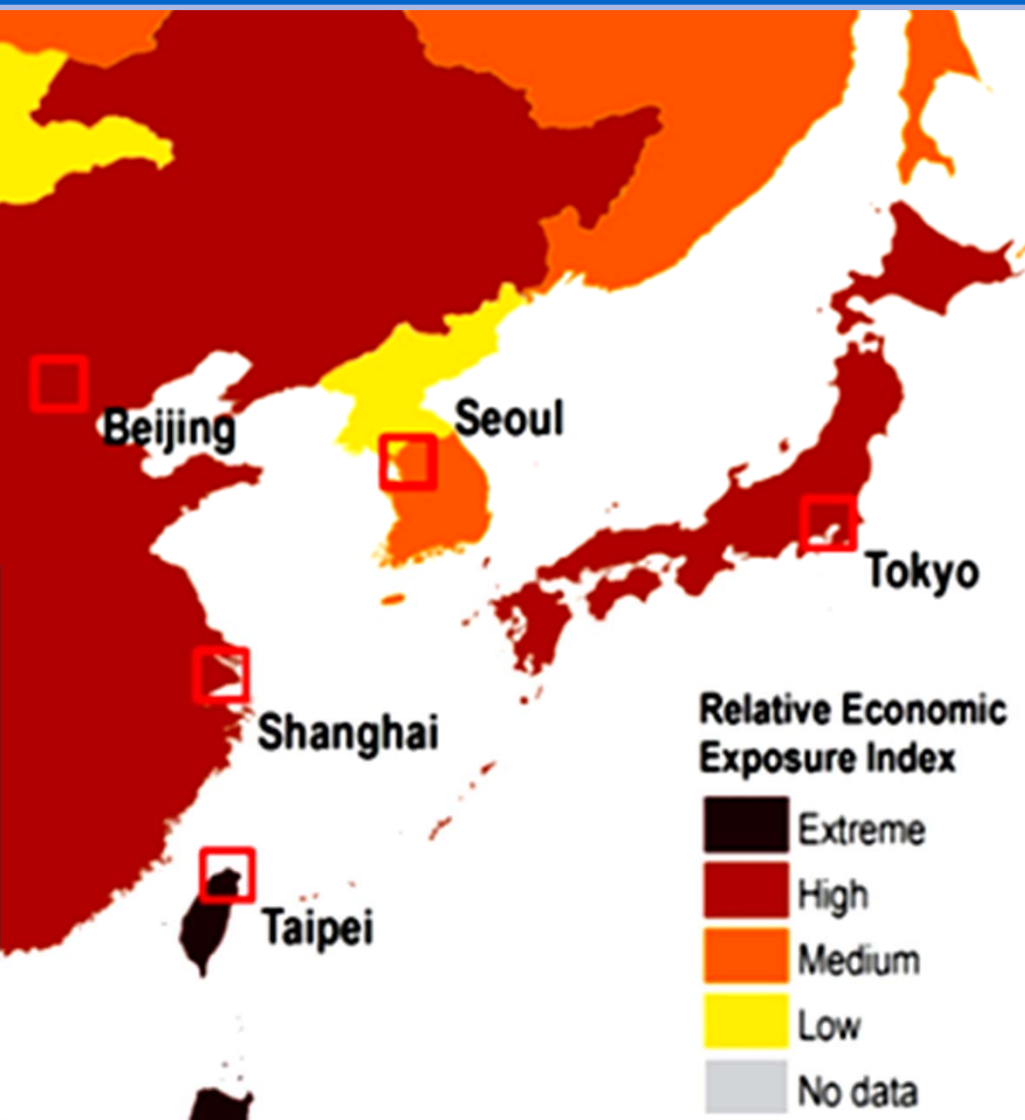 Beijing
Seoul
Tokyo
Shanghai
Taipei
Relative Economic
Exposure Index
Extreme
High
Medium
Low
No data